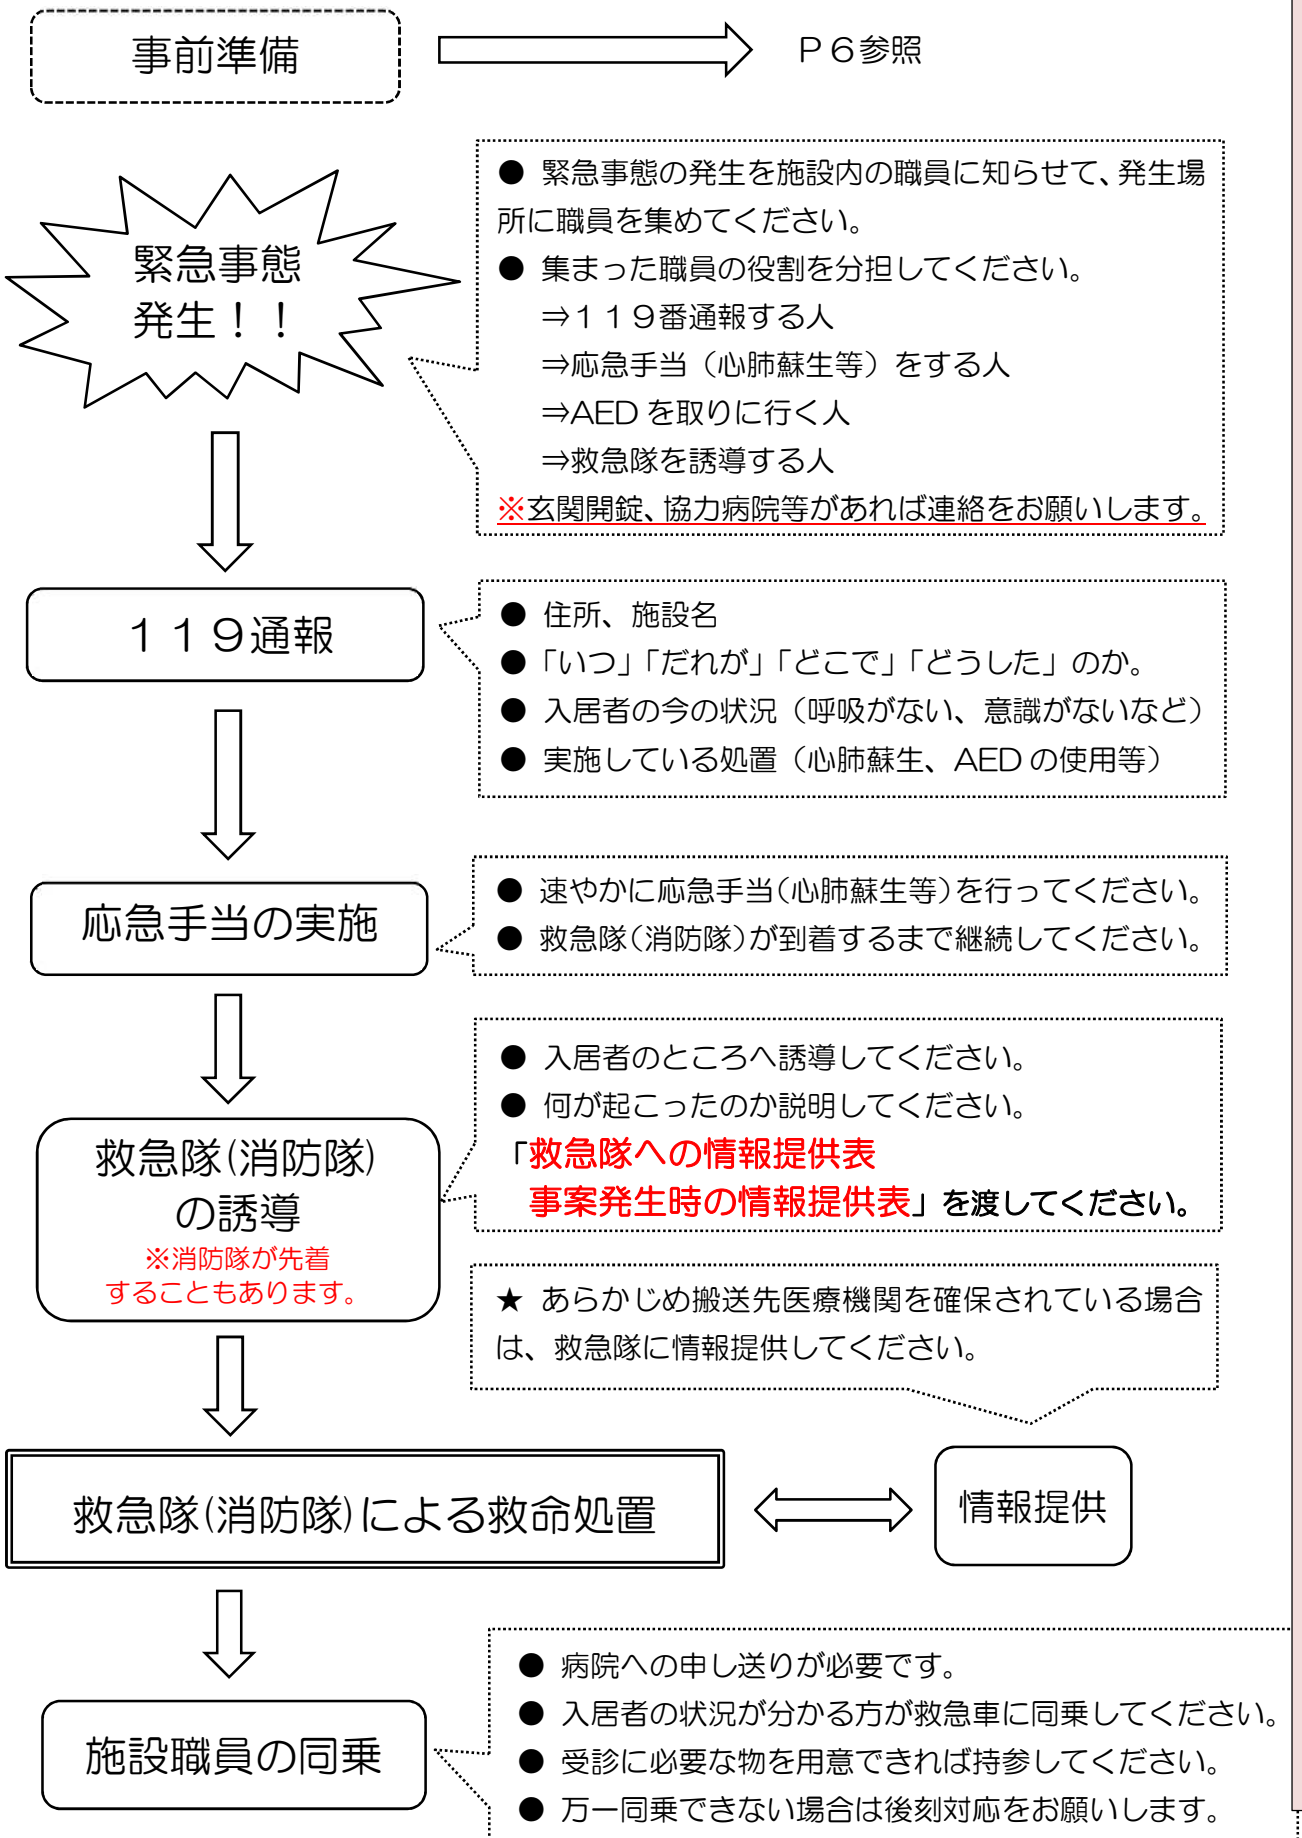 事前準備
P6参照
緊急事態
発生！！
● 緊急事態の発生を施設内の職員に知らせて、発生場
所に職員を集めてください。
● 集まった職員の役割を分担してください。
⇒１１９番通報する人
⇒応急手当（心肺蘇生等）をする人
⇒AEDを取りに行く人
⇒救急隊を誘導する人
※玄関開錠、協力病院等があれば連絡をお願いします。
１１９通報
● 住所、施設名
●「いつ」「だれが」「どこで」「どうした」のか。
● 入居者の今の状況（呼吸がない、意識がないなど）
● 実施している処置（心肺蘇生、AEDの使用等）
応急手当の実施
● 速やかに応急手当(心肺蘇生等)を行ってください。
● 救急隊(消防隊)が到着するまで継続してください。
救急隊(消防隊)
の誘導
※消防隊が先着
することもあります。
● 入居者のところへ誘導してください。
● 何が起こったのか説明してください。
「救急隊への情報提供表
事案発生時の情報提供表」を渡してください。
★ あらかじめ搬送先医療機関を確保されている場合
は、救急隊に情報提供してください。
救急隊(消防隊)による救命処置
情報提供
施設職員の同乗
● 病院への申し送りが必要です。
● 入居者の状況が分かる方が救急車に同乗してください。
● 受診に必要な物を用意できれば持参してください。
● 万一同乗できない場合は後刻対応をお願いします。